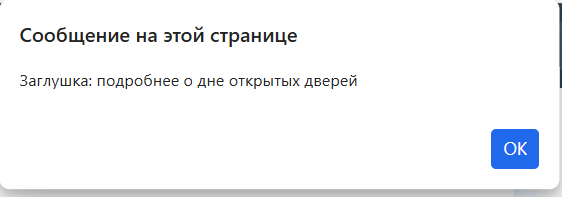 Сообщение на этой странице
Заглушка: подробнее о дне открытых дверей
OK